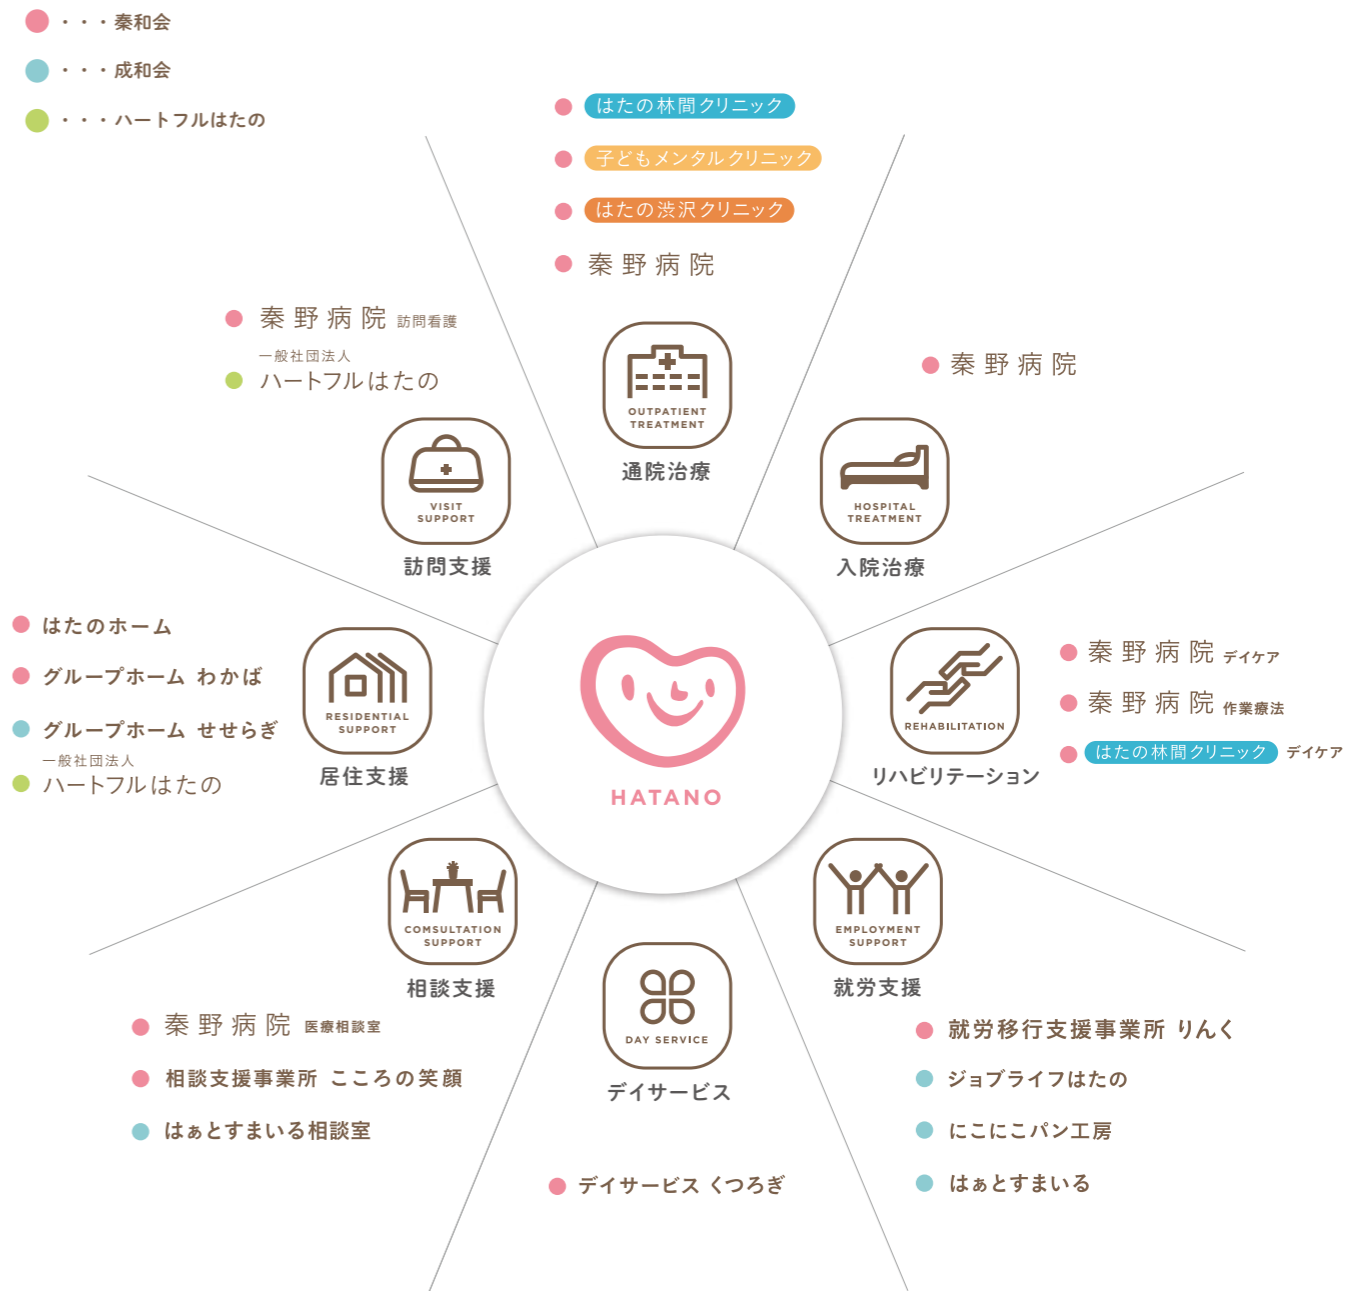 ・・・秦和会
・・・成和会
・・・ハートフルはたの
はたの林間クリニック
子どもメンタルクリニック
はたの渋沢クリニック
秦野病院
OUTPATIENT
TREATMENT
通院治療
秦野病院
HOSPITAL
TREATMENT
入院治療
秦野病院 デイケア
秦野病院 作業療法
はたの林間クリニック デイケア
REHABILITATION
リハビリテーション
EMPLOYMENT
SUPPORT
就労支援
就労移行支援事業所 りんく
ジョブライフはたの
にこにこパン工房
はぁとすまいる
DAY SERVICE
デイサービス
デイサービス くつろぎ
COMSULTATION
SUPPORT
相談支援
秦野病院 医療相談室
相談支援事業所 こころの笑顔
はぁとすまいる相談室
はたのホーム
グループホーム わかば
グループホーム せせらぎ
一般社団法人
ハートフルはたの
RESIDENTIAL
SUPPORT
居住支援
秦野病院 訪問看護
一般社団法人
ハートフルはたの
VISIT
SUPPORT
訪問支援
HATANO